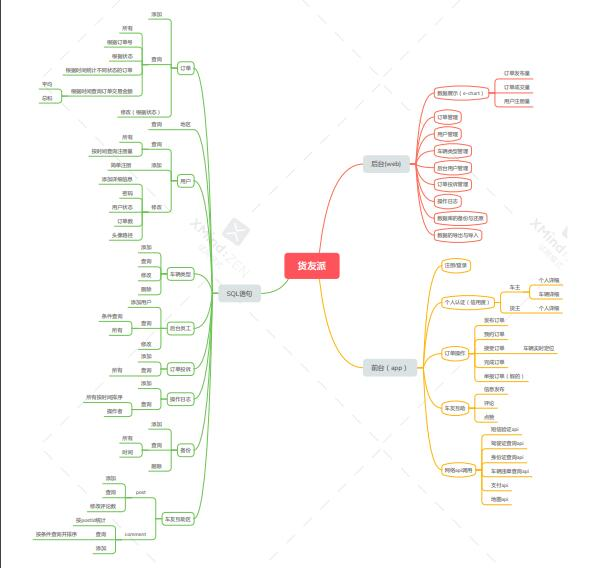 货友派
后台(web)
数据展示（e-chart）
订单发布量
订单成交量
用户注册量
订单管理
用户管理
车辆类型管理
后台用户管理
订单投诉管理
操作日志
数据库的备份与还原
数据的导出与导入
前台（app）
注册/登录
个人认证（信用度）
车主
个人详细
车辆详细
货主
个人详细
订单操作
发布订单
预约订单
接受订单
车辆实时定位
完成订单
举报订单（假的）
车友互助
信息发布
评论
点赞
网络api调用
短信验证api
驾驶证查询api
身份证查询api
车辆违章查询api
支付api
地图api
SQL语句
订单
添加
查询
所有
根据订单号
根据状态
根据时间统计不同状态的订单
根据时间查询订单交易金额
平均
总和
修改（根据状态）
地区
查询
用户
查询
所有
按时间查询注册量
添加
简单注册
添加详细信息
修改
密码
用户状态
订单数
头像路径
车辆类型
添加
查询
修改
删除
后台员工
添加用户
查询
条件查询
所有
修改
订单投诉
添加
查询
所有
操作日志
添加
查询
所有按时间排序
操作者
备份
添加
查询
所有
时间
删除
车友互助区
post
添加
查询
修改评论数
comment
按postid统计
查询
按条件查询并排序
添加
XMind:ZEN
试用模式
XMind:ZEN